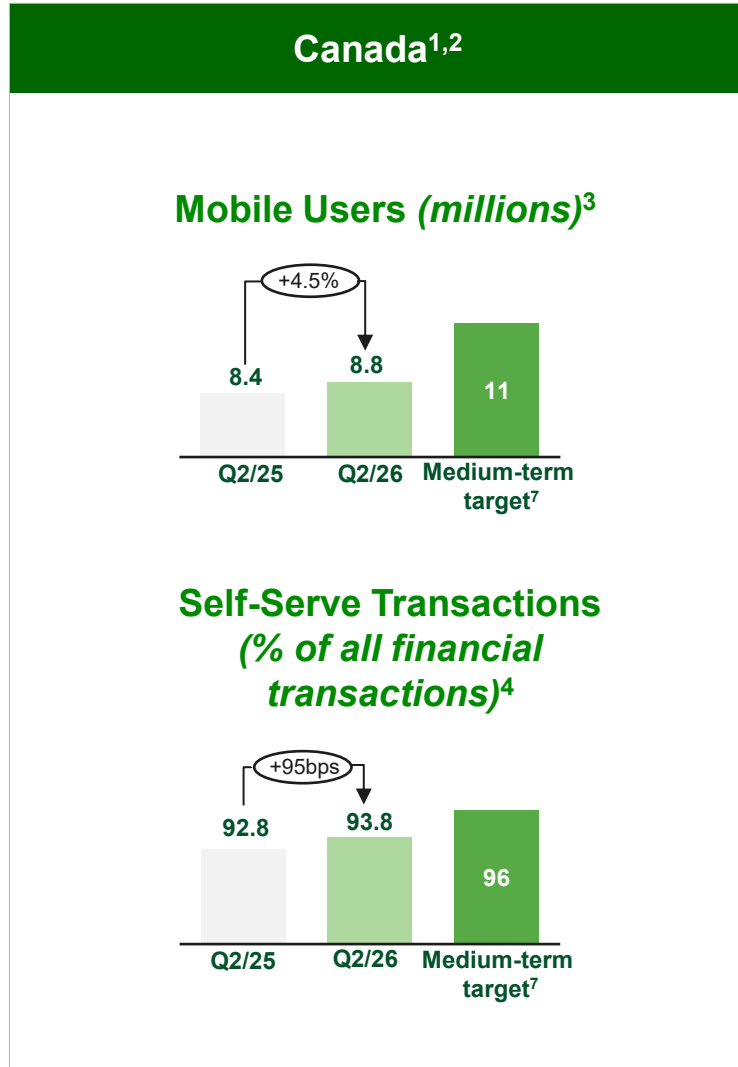 Canada1,2
Mobile Users (millions)3
+4.5%
8.4
8.8
11
Q2/25
Q2/26
Medium-term
target7
Self-Serve Transactions
(% of all financial
transactions)4
+95bps
92.8
93.8
96
Q2/25
Q2/26
Medium-term
target7